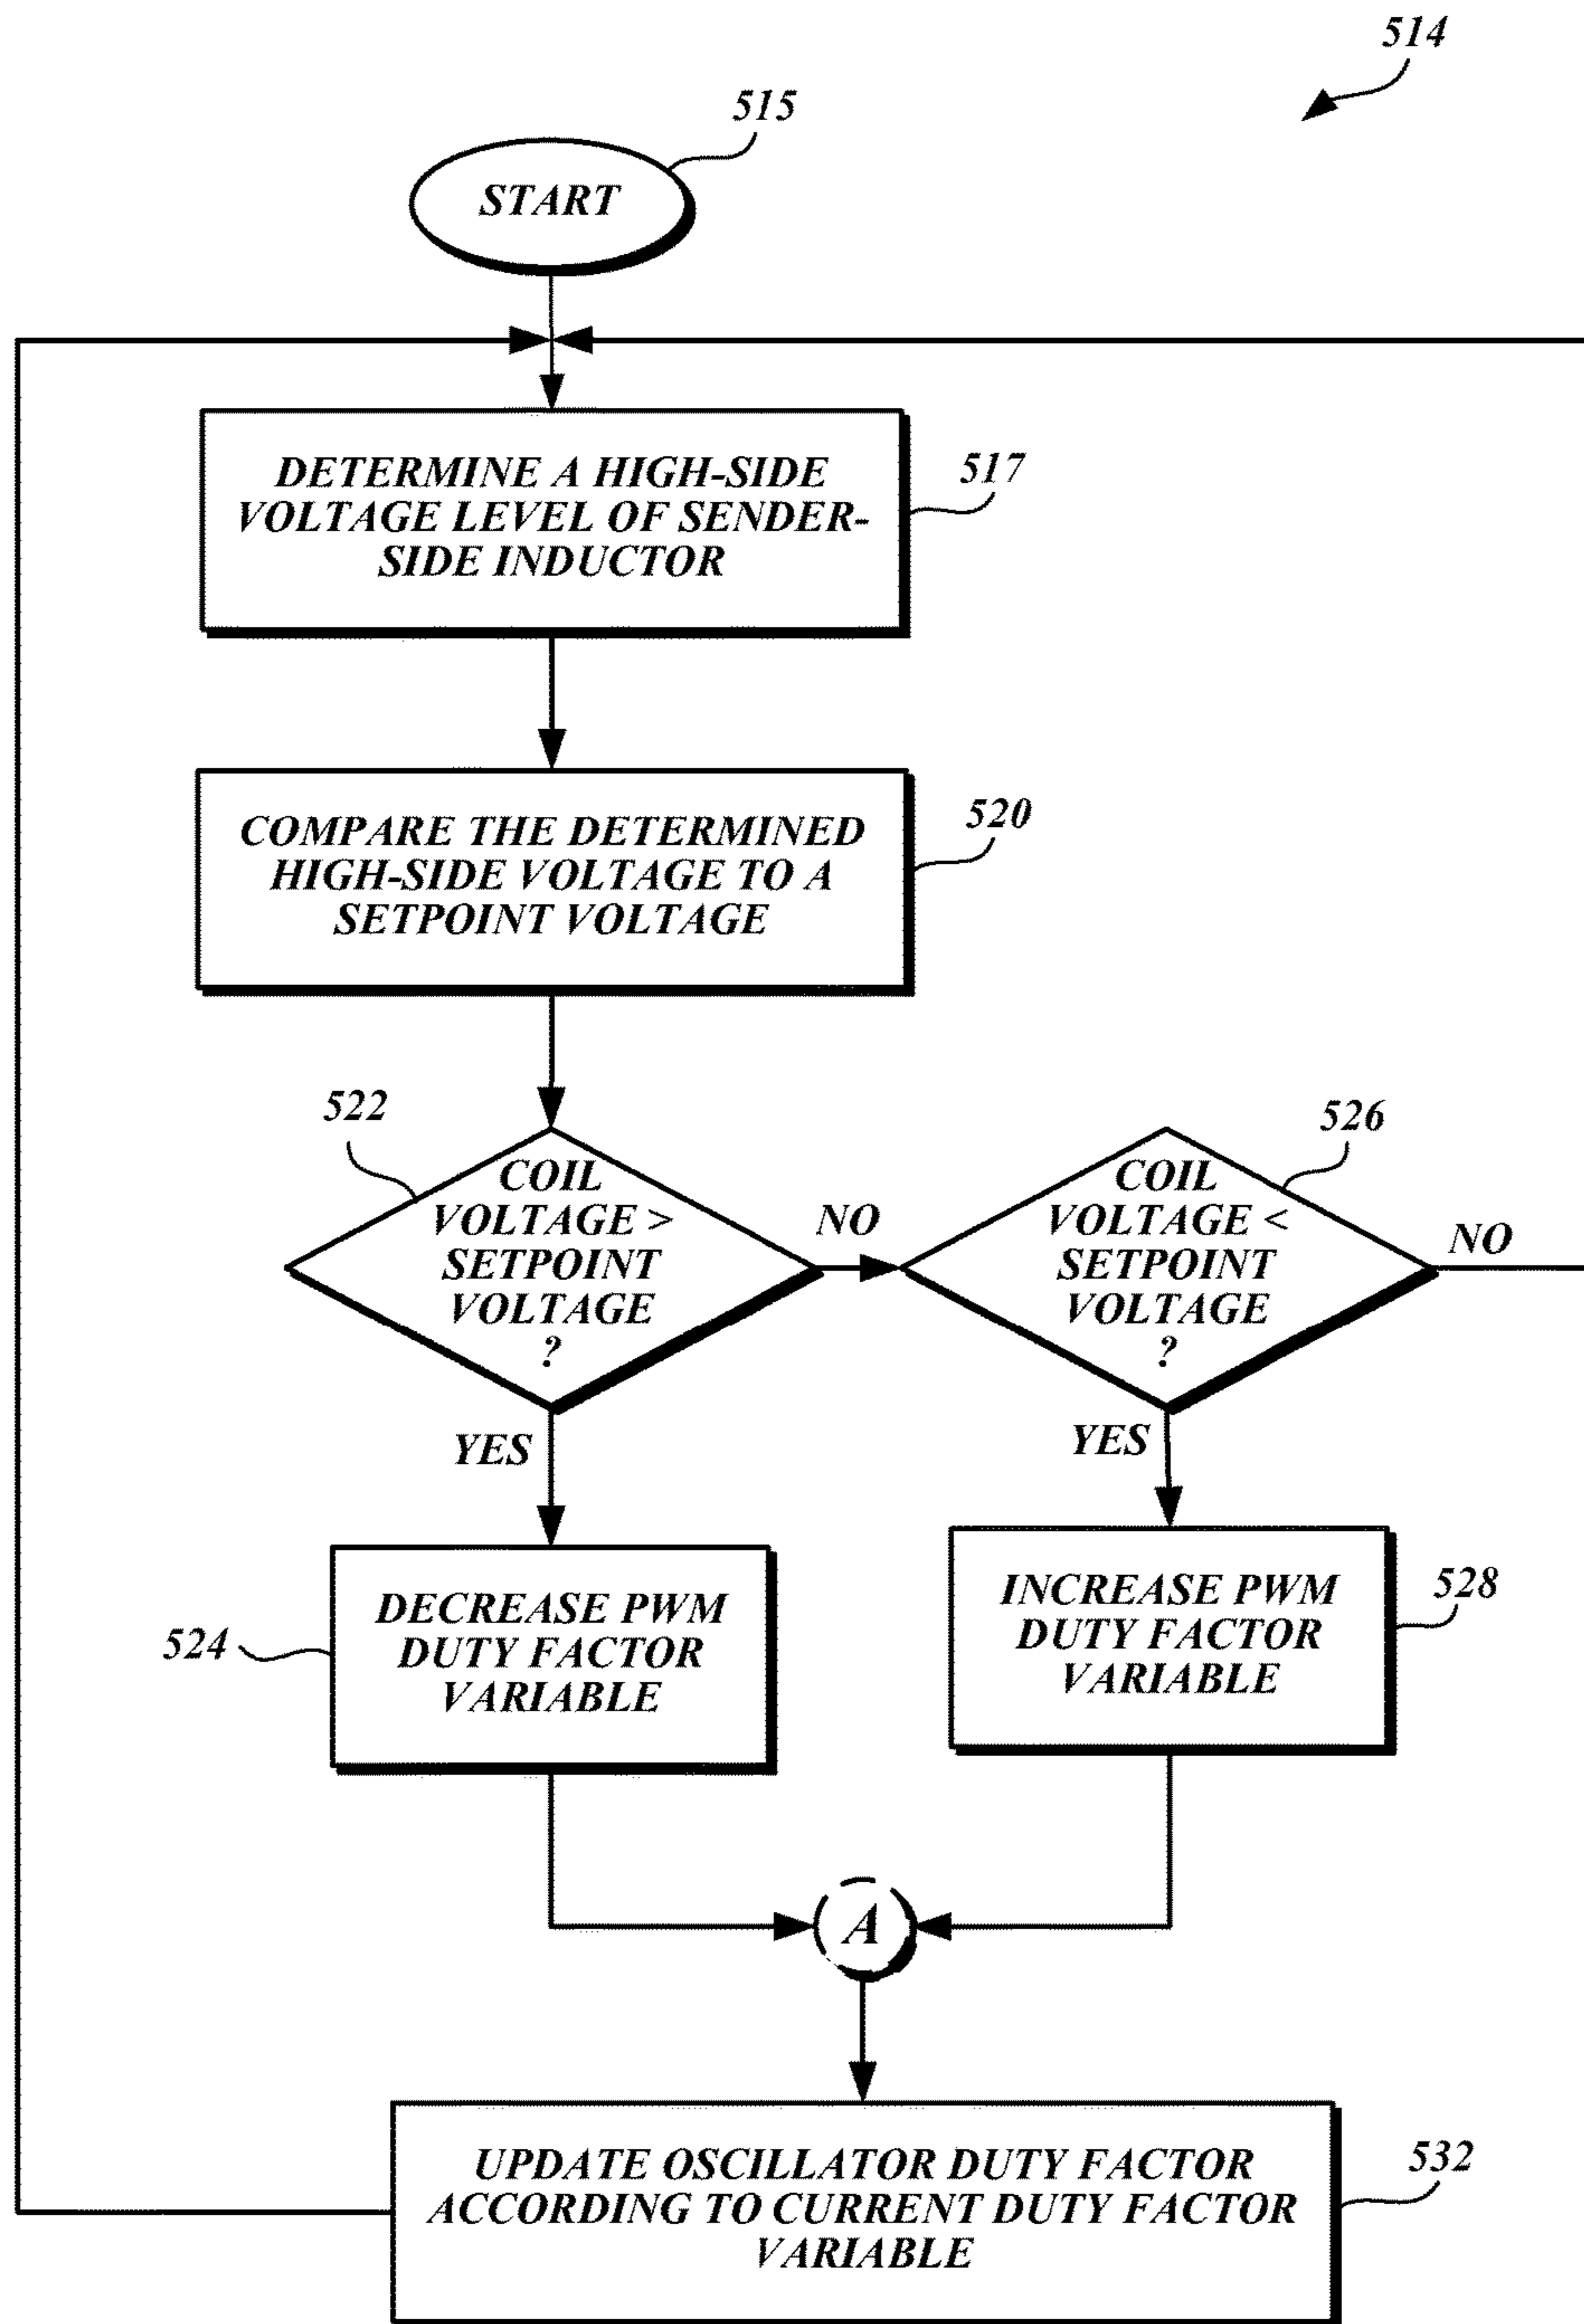 514
515
START
DETERMINE A HIGH-SIDE
VOLTAGE LEVEL OF SENDER-
SIDE INDUCTOR
517
COMPARE THE DETERMINED
HIGH-SIDE VOLTAGE TO A
SETPOINT VOLTAGE
520
522
COIL
VOLTAGE >
SETPOINT
VOLTAGE
?
NO
526
COIL
VOLTAGE <
SETPOINT
VOLTAGE
?
NO
YES
YES
524
DECREASE PWM
DUTY FACTOR
VARIABLE
INCREASE PWM
DUTY FACTOR
VARIABLE
528
A
UPDATE OSCILLATOR DUTY FACTOR
ACCORDING TO CURRENT DUTY FACTOR
VARIABLE
532